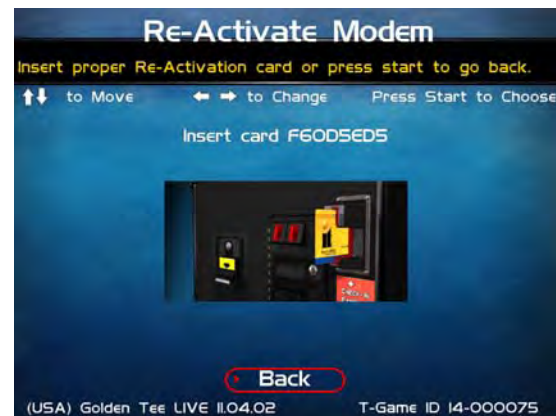 Re-Activate Modem
Insert proper Re-Activation card or press start to go back.
to Move to Change Press Start to Choose
Insert card F60D5ED5
Back
(USA) Golden Tee LIVE 11.04.02 T-Game ID 14-000075